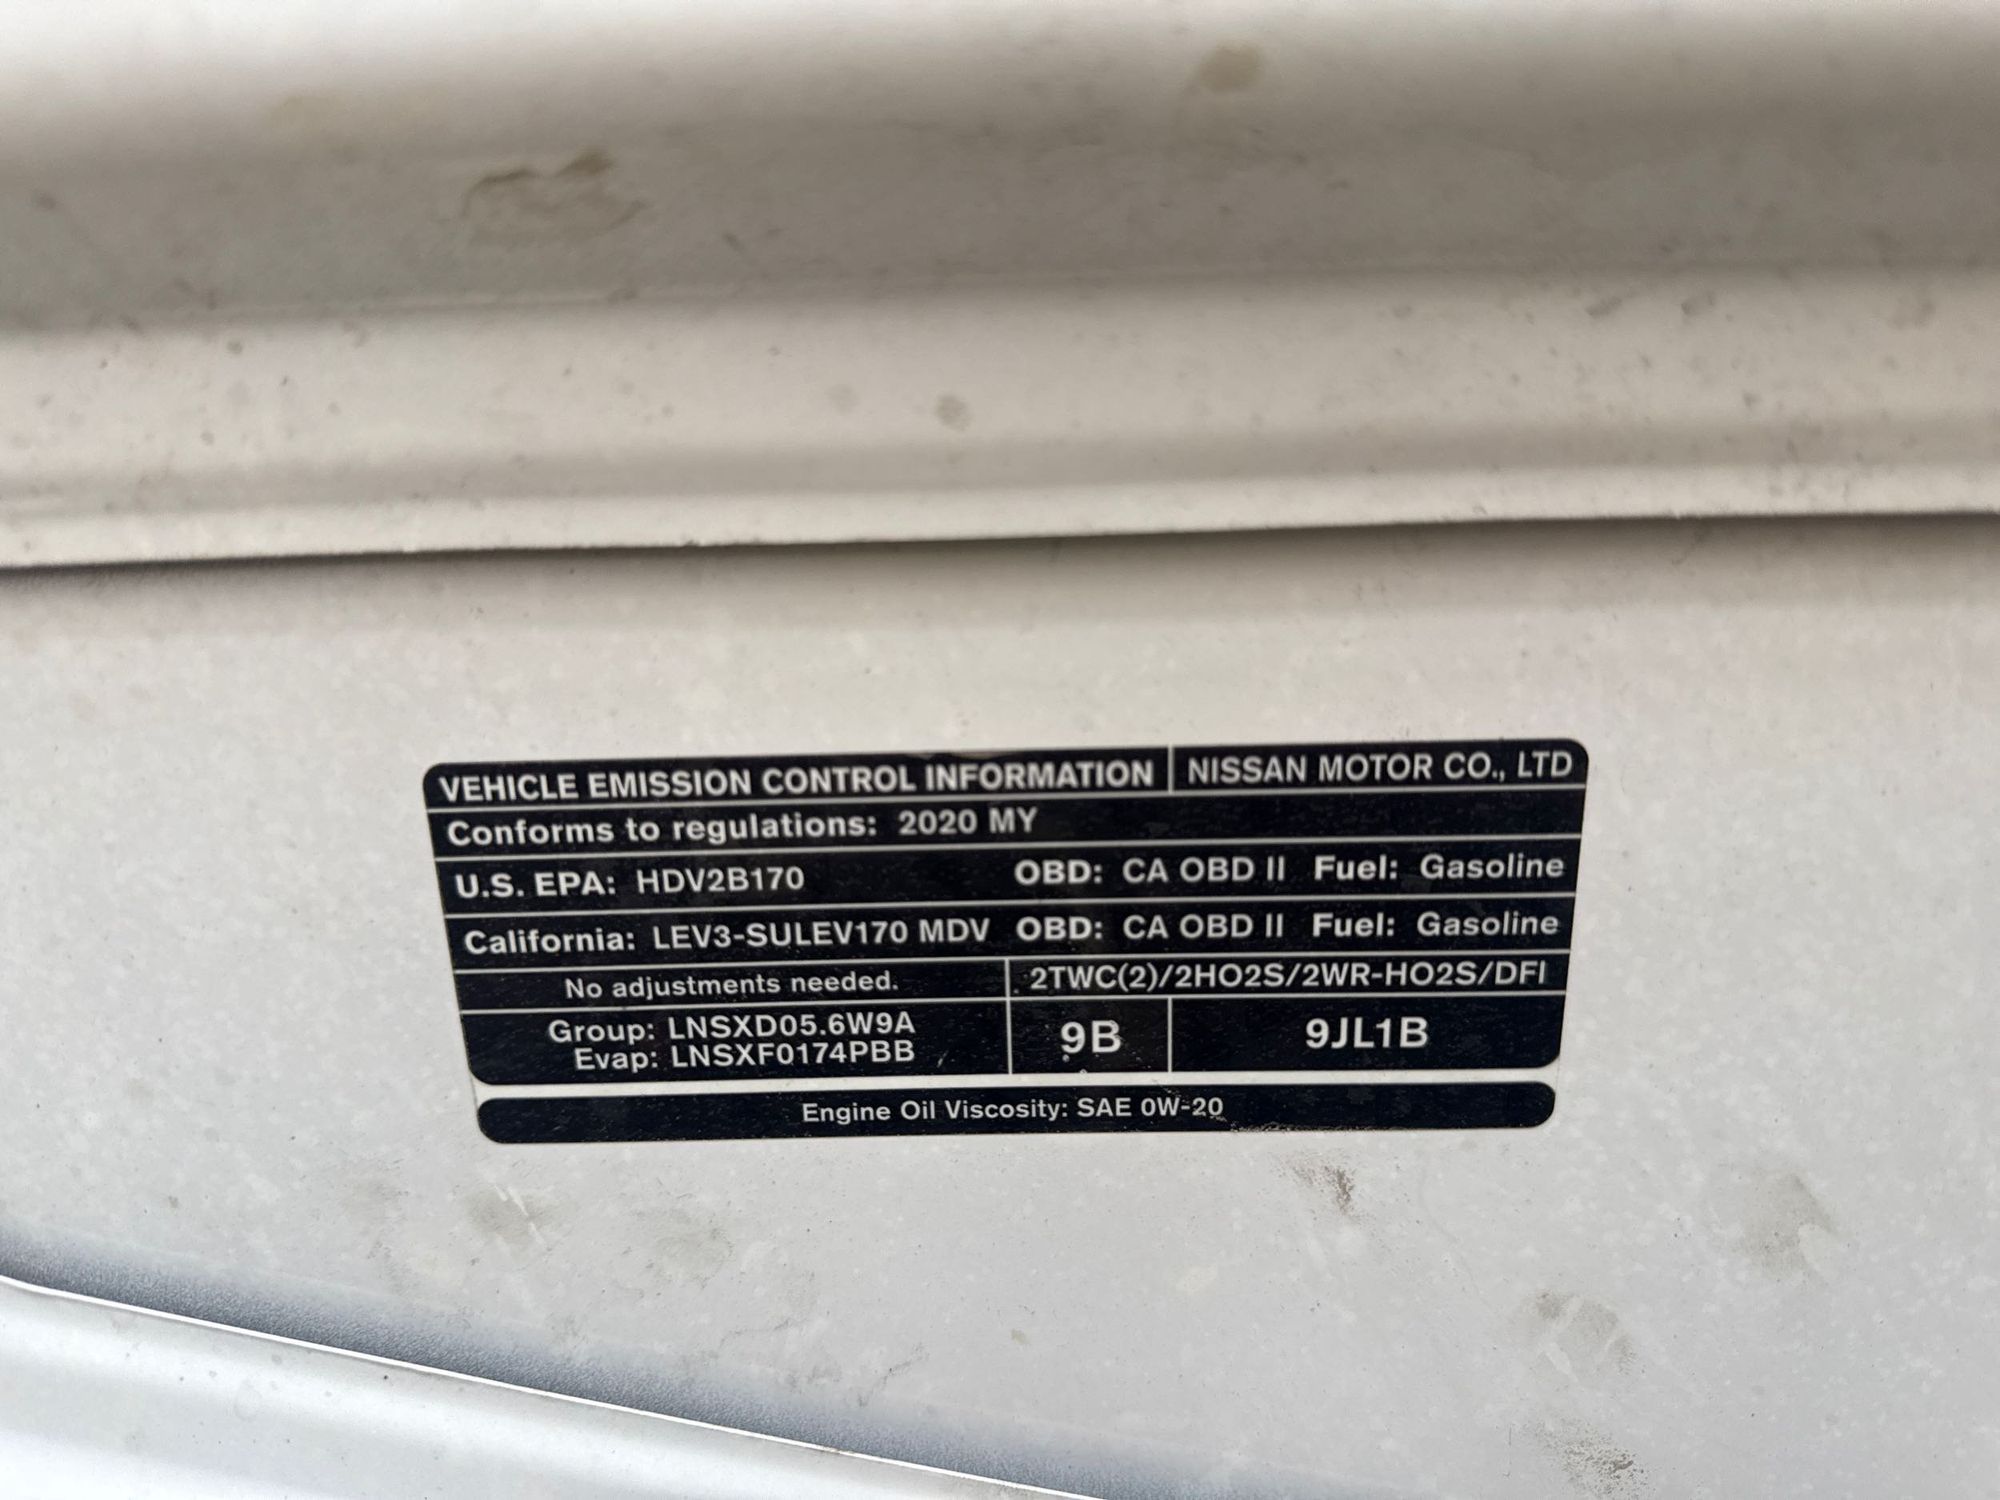 VEHICLE EMISSION CONTROL INFORMATION NISSAN MOTOR CO., LTD
Conforms to regulations: 2020 MY
U.S. EPA: HDV2B170 OBD: CA OBD II Fuel: Gasoline
California: LEV3-SULEV170 MDV OBD: CA OBD II Fuel: Gasoline
No adjustments needed. 2TWC(2)/2HO2S/2WR-HO2S/DFI
Group: LNSXD05.6W9A
Evap: LNSXF0174PBB
9B
9JL1B
Engine Oil Viscosity: SAE 0W-20